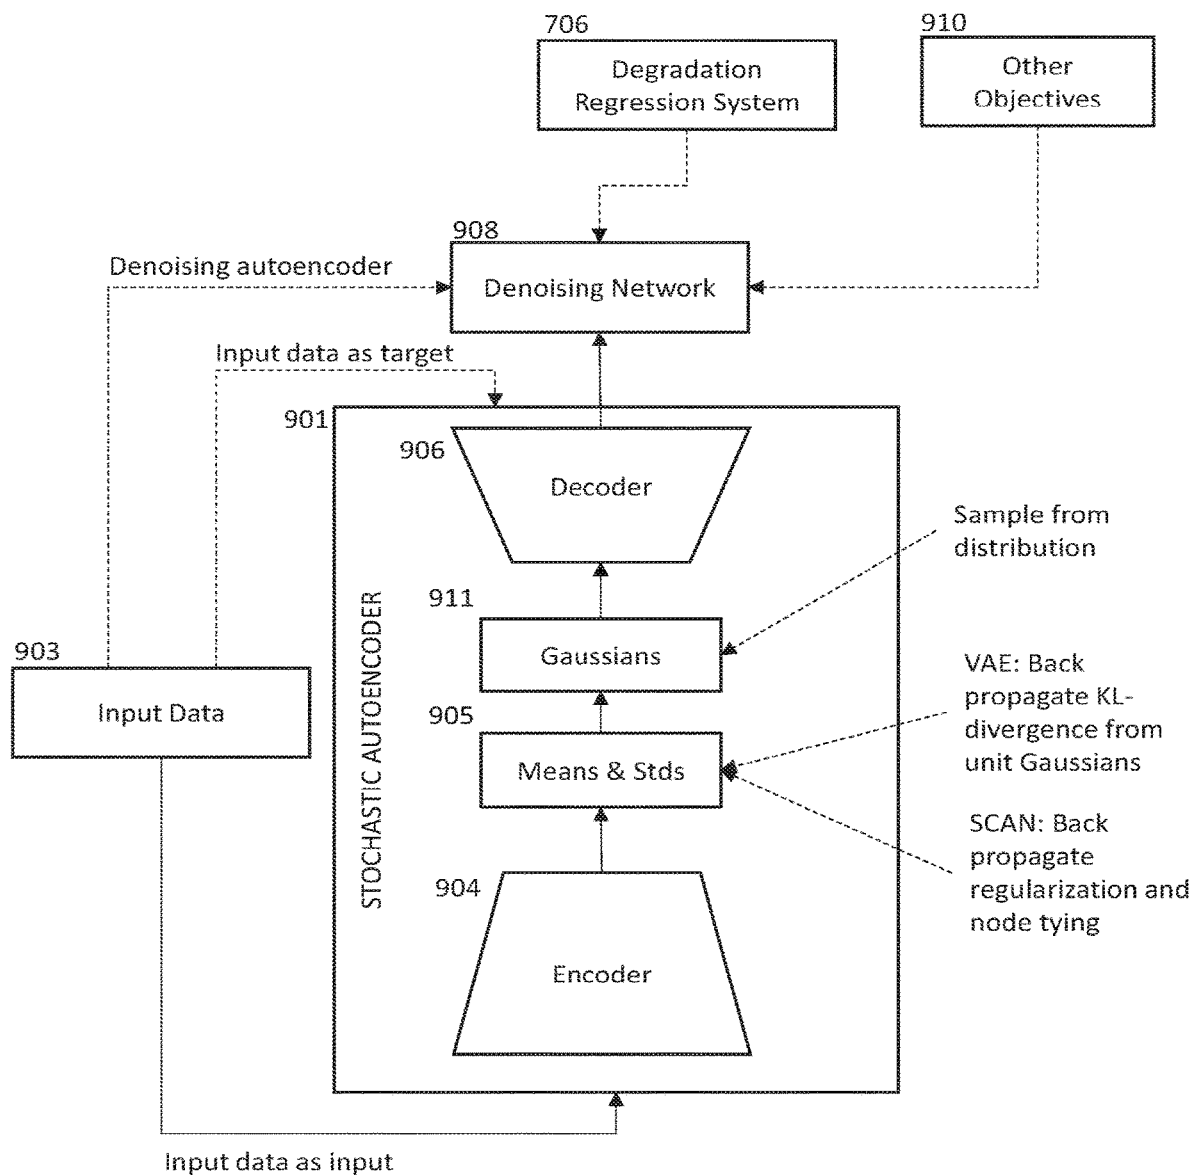 706
910
Degradation
Regression System
Other
Objectives
908
Denoising autoencoder
Denoising Network
Input data as target
901
906
Decoder
Sample from
distribution
911
STOCHASTIC AUTOENCODER
Gaussians
903
Input Data
905
VAE: Back
propagate KL-
divergence from
unit Gaussians
Means & Stds
SCAN: Back
propagate
regularization and
node tying
904
Encoder
Input data as input